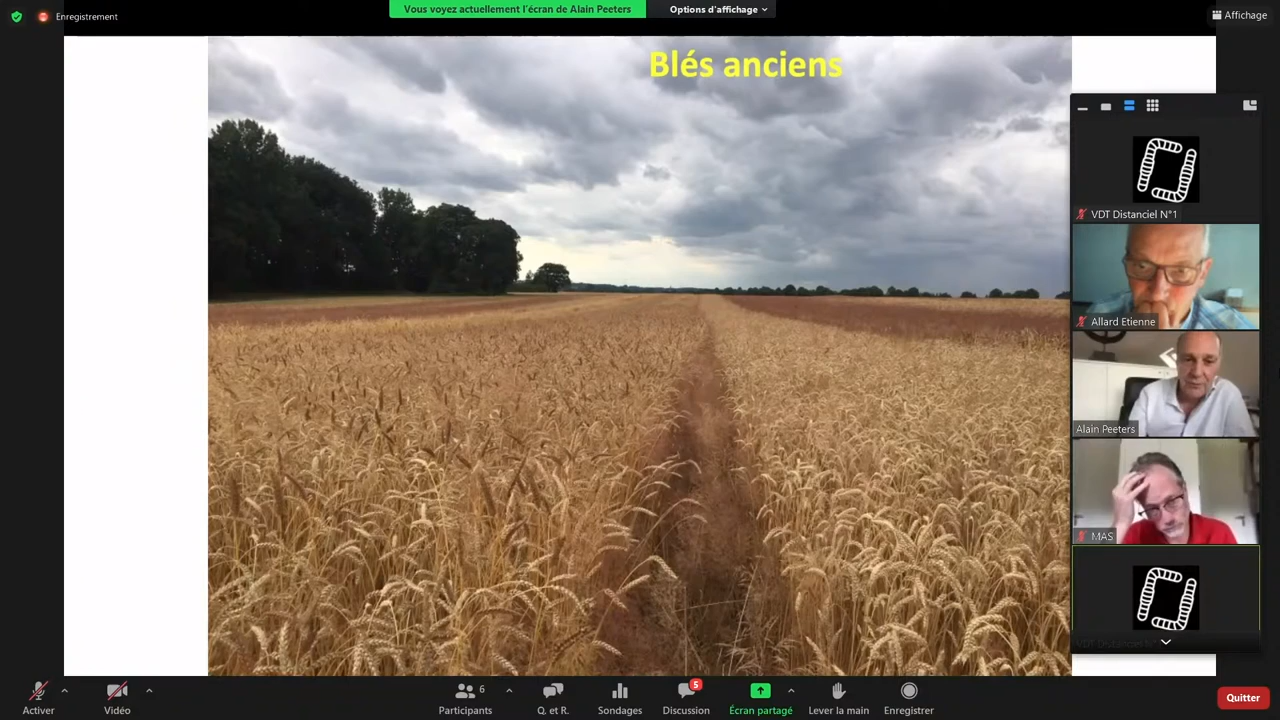 Enregistrement
Vous voyez actuellement l'écran de Alain Peeters
Options d'affichage
Affichage
Blés anciens
VDT Distanciel N°1
Allard Etienne
Alain Peeters
MAS
Activer
Vidéo
6
Participants
Q. et R.
Sondages
5
Discussion
Écran partagé
Lever la main
Enregistrer
Quitter